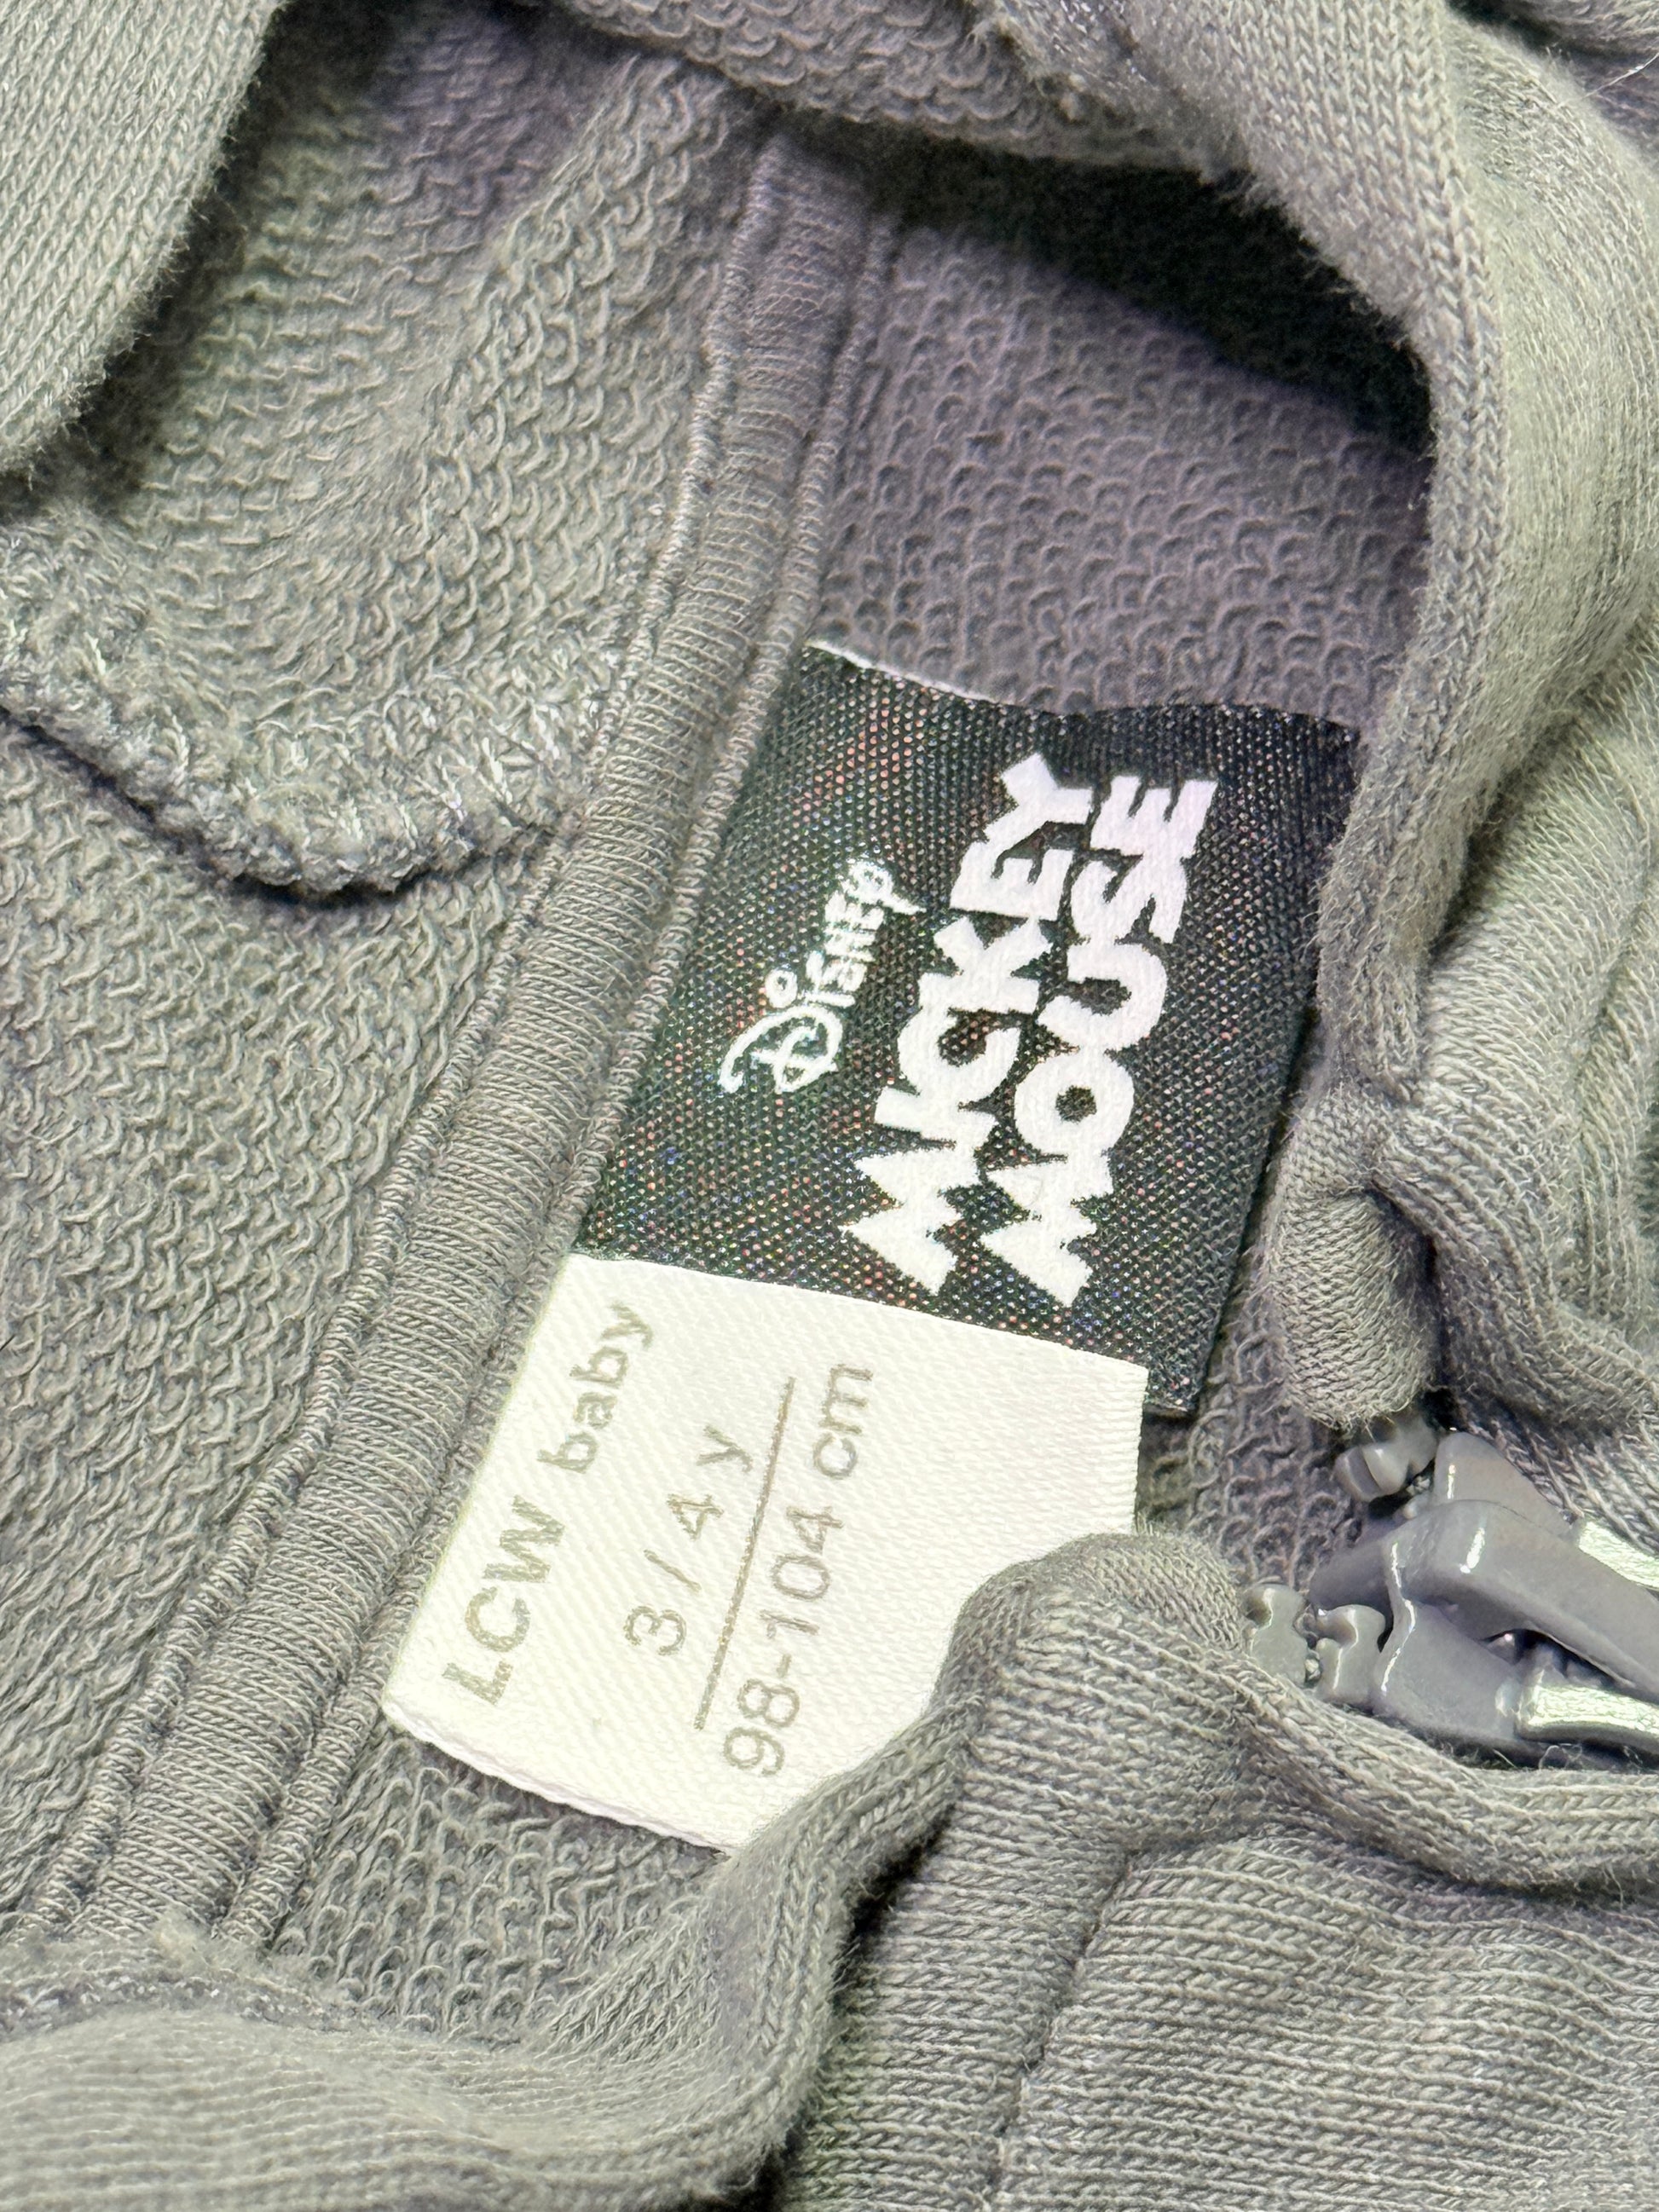 Disney
MICKEY
MOUSE
LCW baby
3 / 4 y
98-104 cm